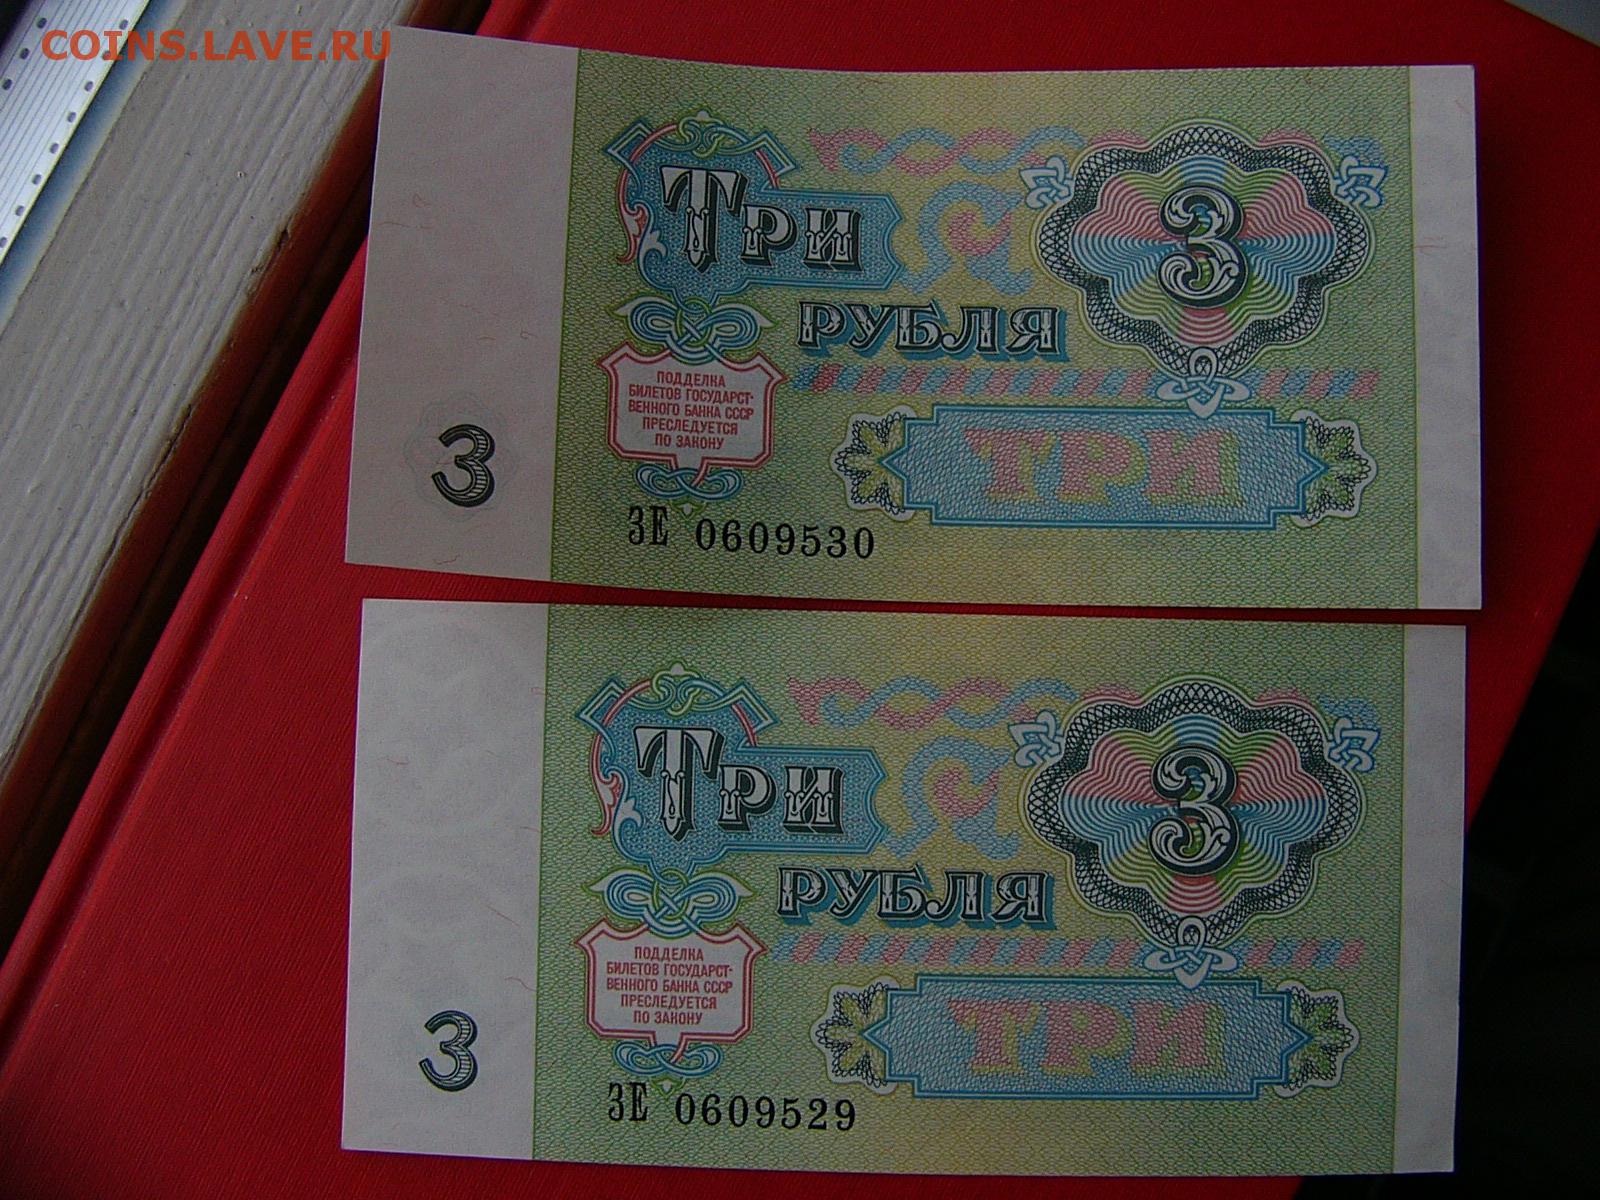 COINS.LAVE.RU
ТРИ
РУБЛЯ
3
ПОДДЕЛКА
БИЛЕТОВ ГОСУДАРСТ-
ВЕННОГО БАНКА СССР
ПРЕСЛЕДУЕТСЯ
ПО ЗАКОНУ
3
ТРИ
ЗЕ 0609530
ТРИ
РУБЛЯ
3
ПОДДЕЛКА
БИЛЕТОВ ГОСУДАРСТ-
ВЕННОГО БАНКА СССР
ПРЕСЛЕДУЕТСЯ
ПО ЗАКОНУ
3
ТРИ
ЗЕ 0609529